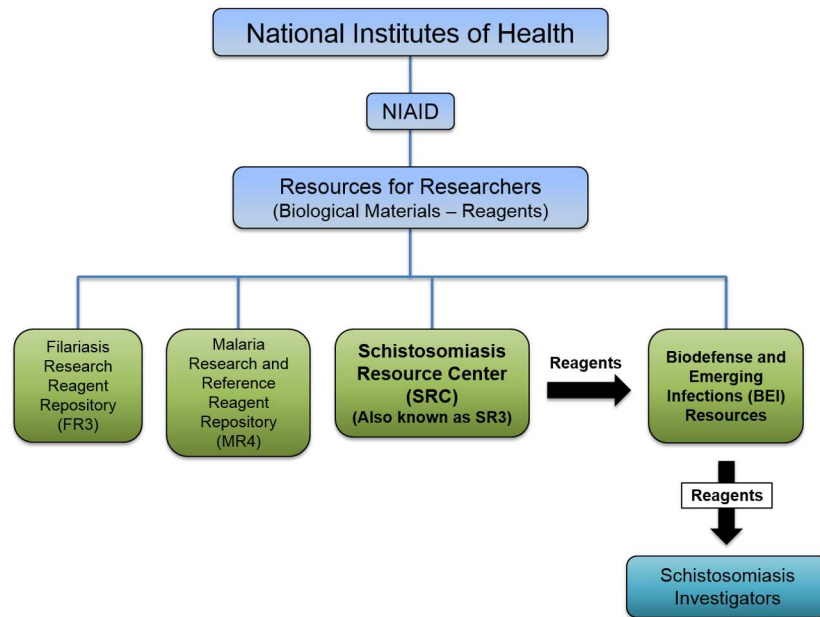 National Institutes of Health
NIAID
Resources for Researchers
(Biological Materials – Reagents)
Filariasis
Research
Reagent
Repository
(FR3)
Malaria
Research and
Reference
Reagent
Repository
(MR4)
Schistosomiasis
Resource Center
(SRC)
(Also known as SR3)
Reagents
Biodefense and
Emerging
Infections (BEI)
Resources
Reagents
Schistosomiasis
Investigators